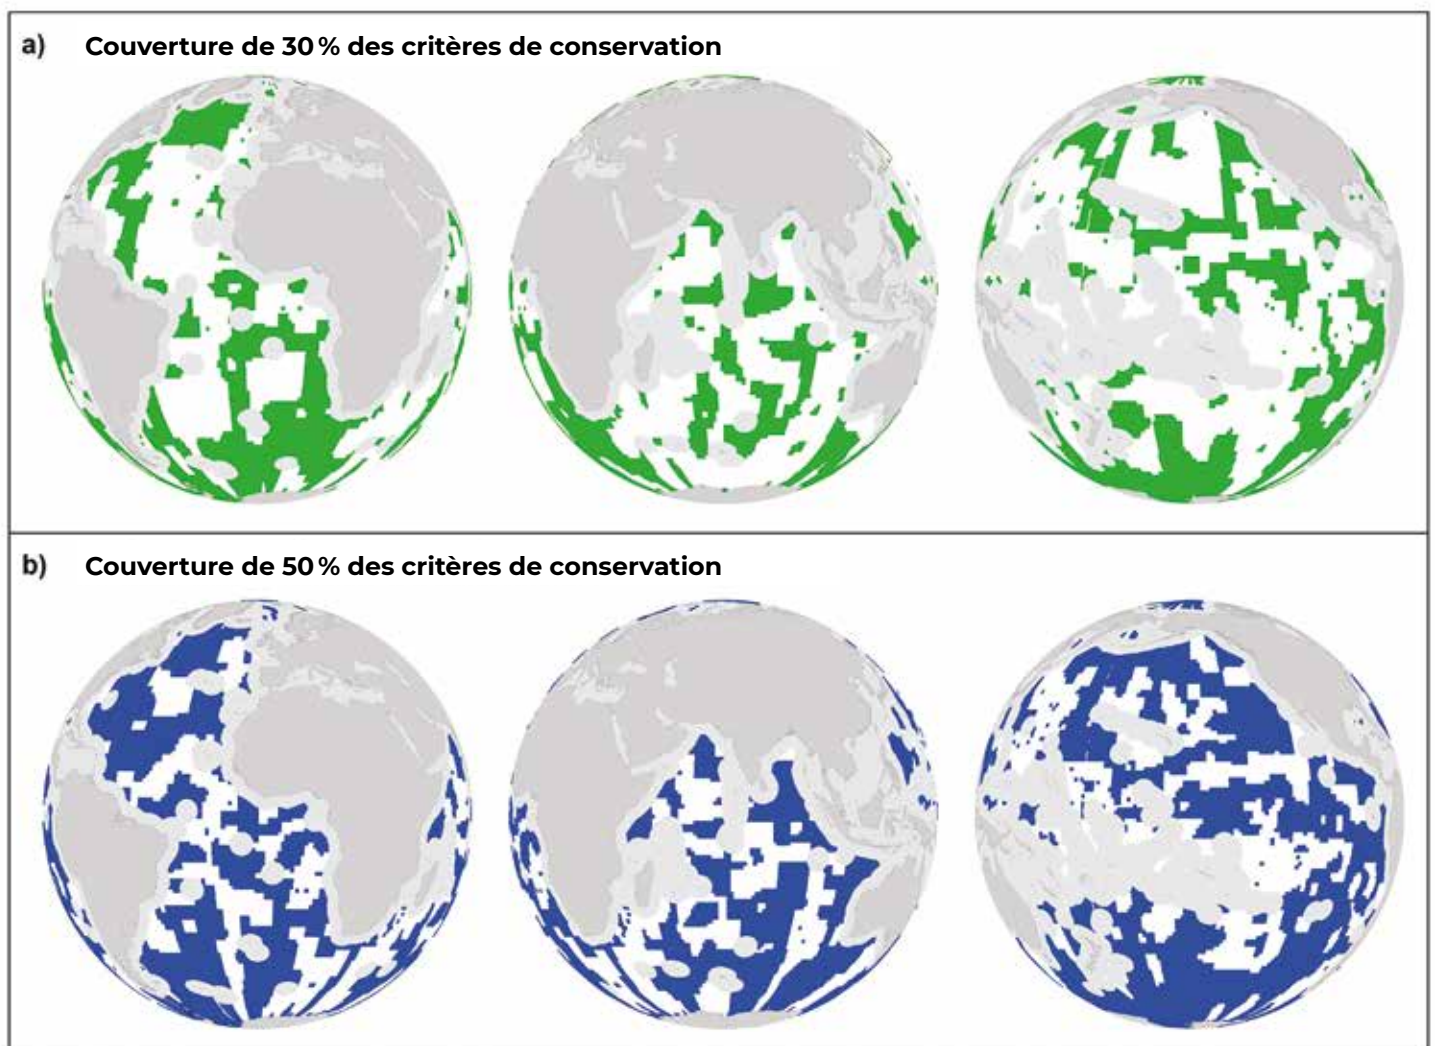 a) Couverture de 30 % des critères de conservation
b) Couverture de 50 % des critères de conservation